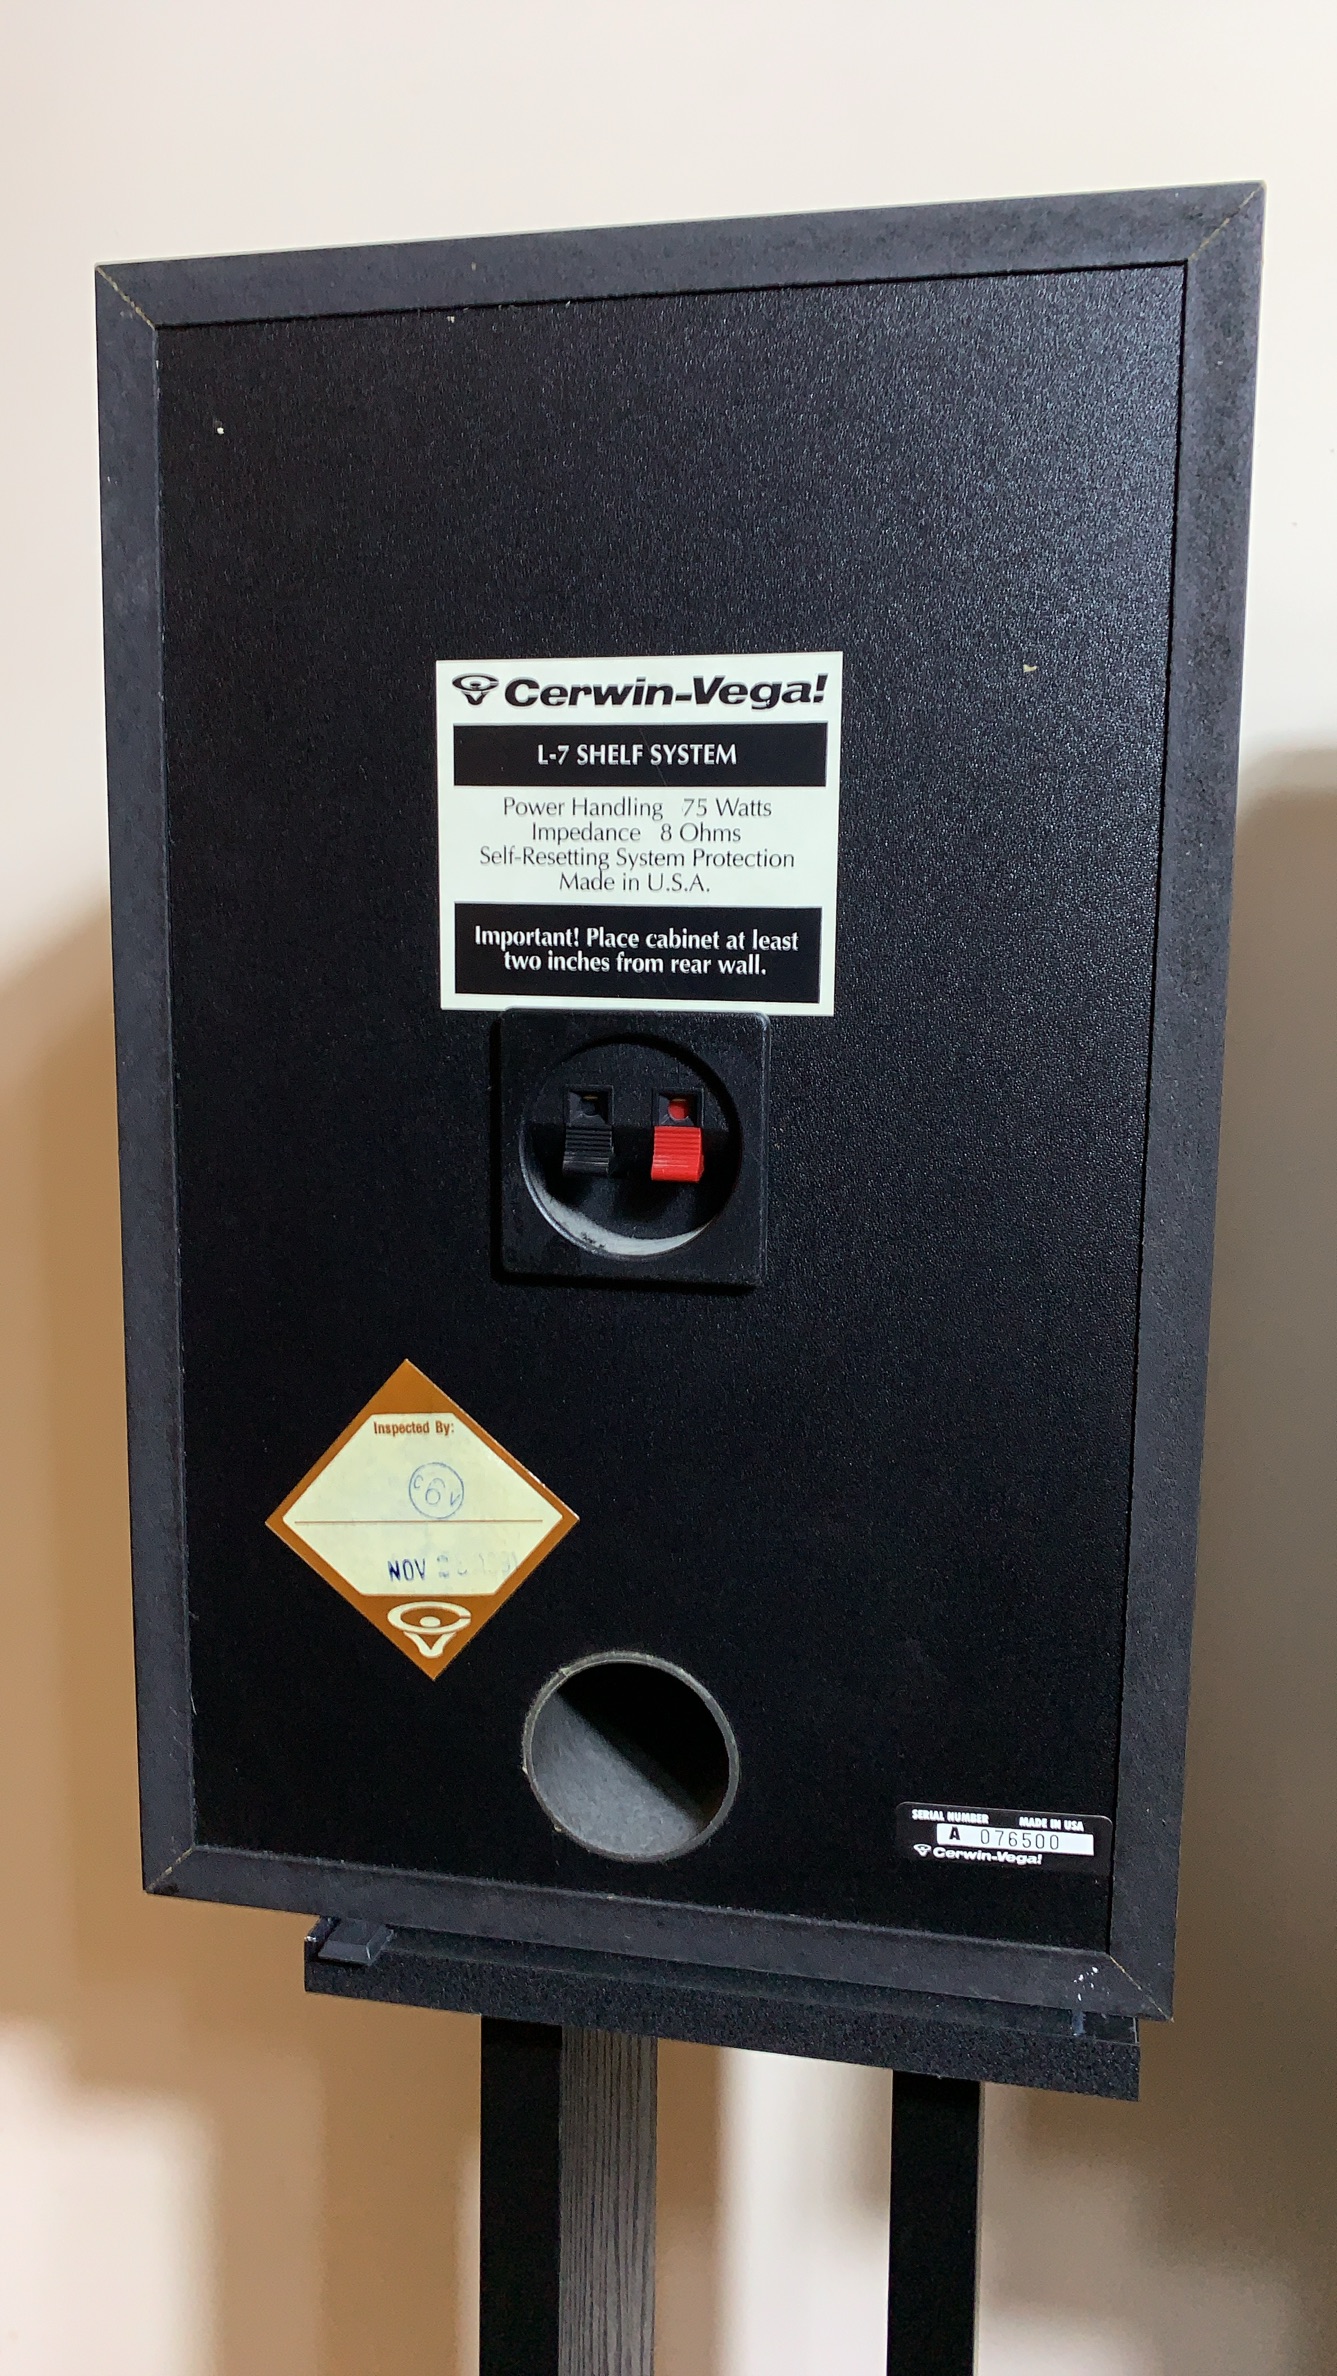 Cerwin-Vega!
L-7 SHELF SYSTEM
Power Handling 75 Watts
Impedance 8 Ohms
Self-Resetting System Protection
Made in U.S.A.
Important! Place cabinet at least
two inches from rear wall.
Inspected By:
NOV
SERIAL NUMBER MADE IN USA
A 076500
Cerwin-Vega!